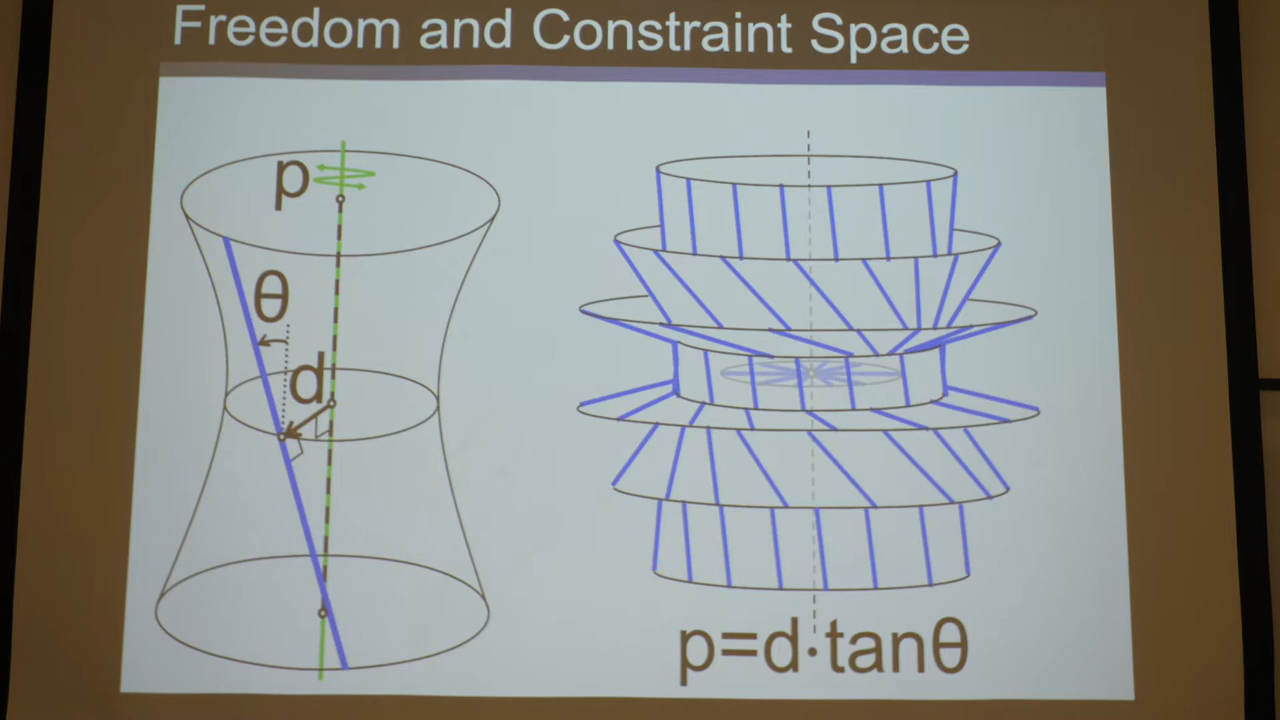 Freedom and Constraint Space
p
θ
d
p=d·tanθ